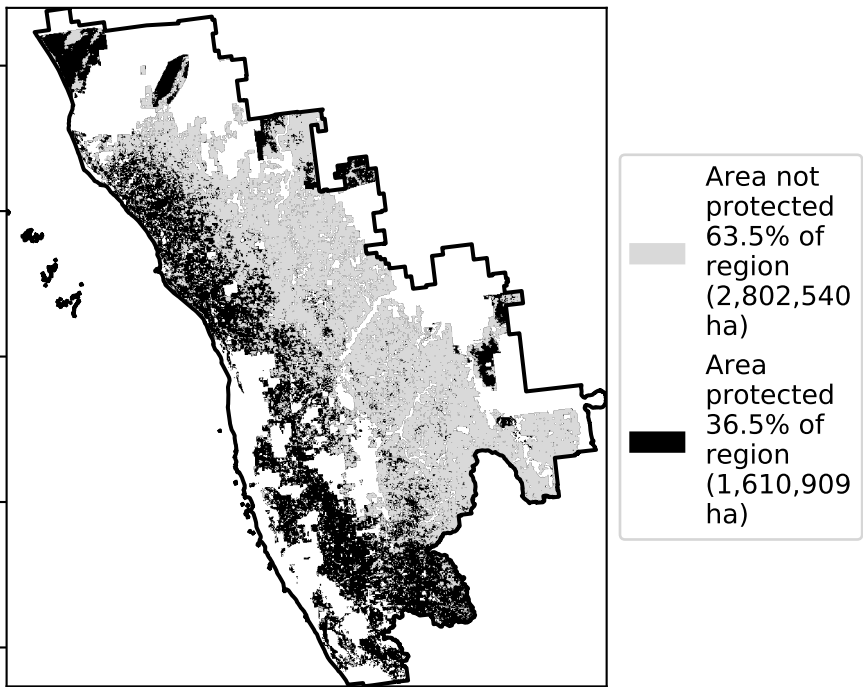 Area not
protected
63.5% of
region
(2,802,540
ha)
Area
protected
36.5% of
region
(1,610,909
ha)